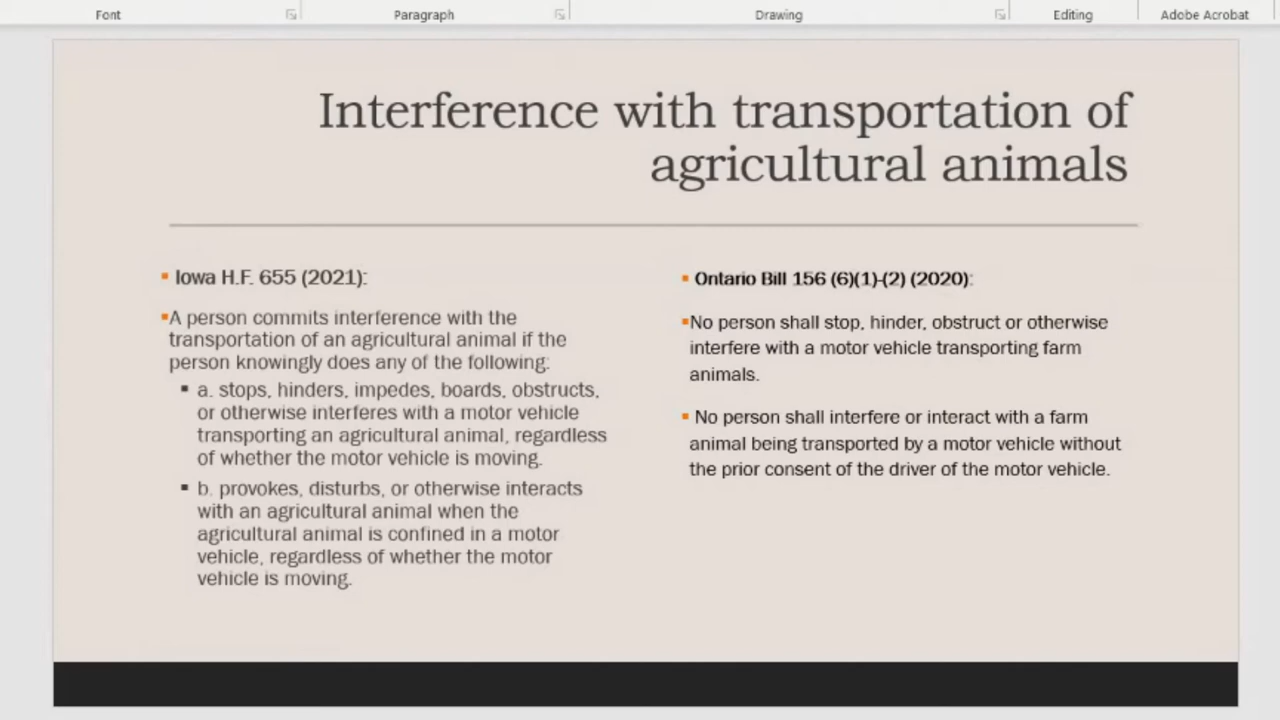 Font Paragraph Drawing Editing Adobe Acrobat
Interference with transportation of
agricultural animals
▪ Iowa H.F. 655 (2021):
▪A person commits interference with the
transportation of an agricultural animal if the
person knowingly does any of the following:
▪ a. stops, hinders, impedes, boards, obstructs,
or otherwise interferes with a motor vehicle
transporting an agricultural animal, regardless
of whether the motor vehicle is moving.
▪ b. provokes, disturbs, or otherwise interacts
with an agricultural animal when the
agricultural animal is confined in a motor
vehicle, regardless of whether the motor
vehicle is moving.
▪ Ontario Bill 156 (6)(1)-(2) (2020):
▪No person shall stop, hinder, obstruct or otherwise
interfere with a motor vehicle transporting farm
animals.
▪ No person shall interfere or interact with a farm
animal being transported by a motor vehicle without
the prior consent of the driver of the motor vehicle.